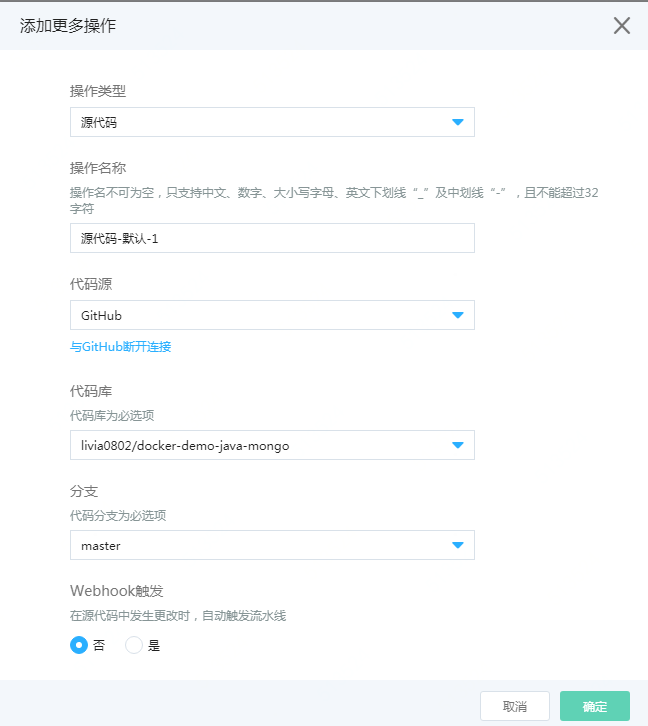 添加更多操作
操作类型
源代码
操作名称
操作名不可为空，只支持中文、数字、大小写字母、英文下划线“_”及中划线“-”，且不能超过32
字符
源代码-默认-1
代码源
GitHub
与GitHub断开连接
代码库
代码库为必选项
livia0802/docker-demo-java-mongo
分支
代码分支为必选项
master
Webhook触发
在源代码中发生更改时，自动触发流水线
否 是
取消 确定